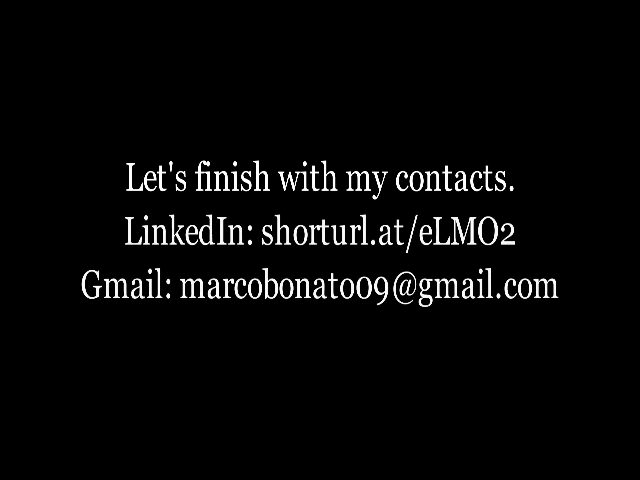 Let's finish with my contacts.
LinkedIn: shorturl.at/eLMO2
Gmail: marcobonato09@gmail.com